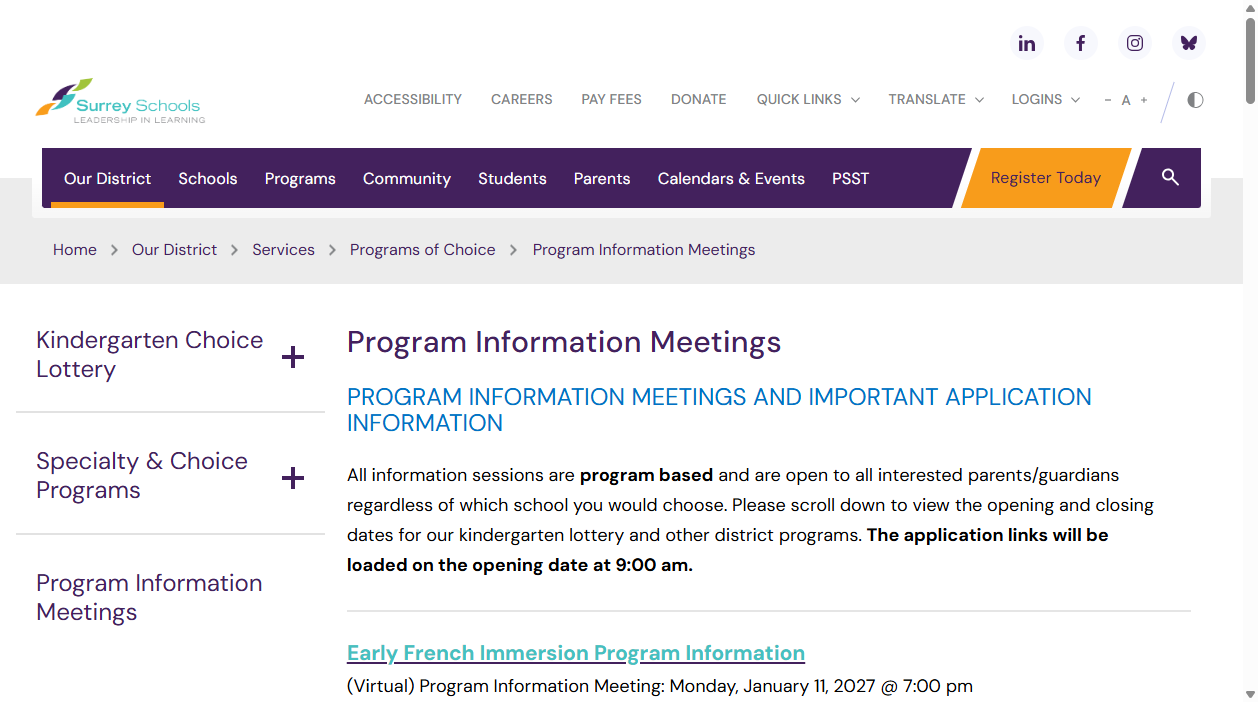 Surrey Schools
LEADERSHIP IN LEARNING
ACCESSIBILITY CAREERS PAY FEES DONATE QUICK LINKS TRANSLATE LOGINS - A +
Our District Schools Programs Community Students Parents Calendars & Events PSST Register Today
Home > Our District > Services > Programs of Choice > Program Information Meetings
Kindergarten Choice
Lottery
Specialty & Choice
Programs
Program Information
Meetings
Program Information Meetings
PROGRAM INFORMATION MEETINGS AND IMPORTANT APPLICATION
INFORMATION
All information sessions are program based and are open to all interested parents/guardians
regardless of which school you would choose. Please scroll down to view the opening and closing
dates for our kindergarten lottery and other district programs. The application links will be
loaded on the opening date at 9:00 am.
Early French Immersion Program Information
(Virtual) Program Information Meeting: Monday, January 11, 2027 @ 7:00 pm